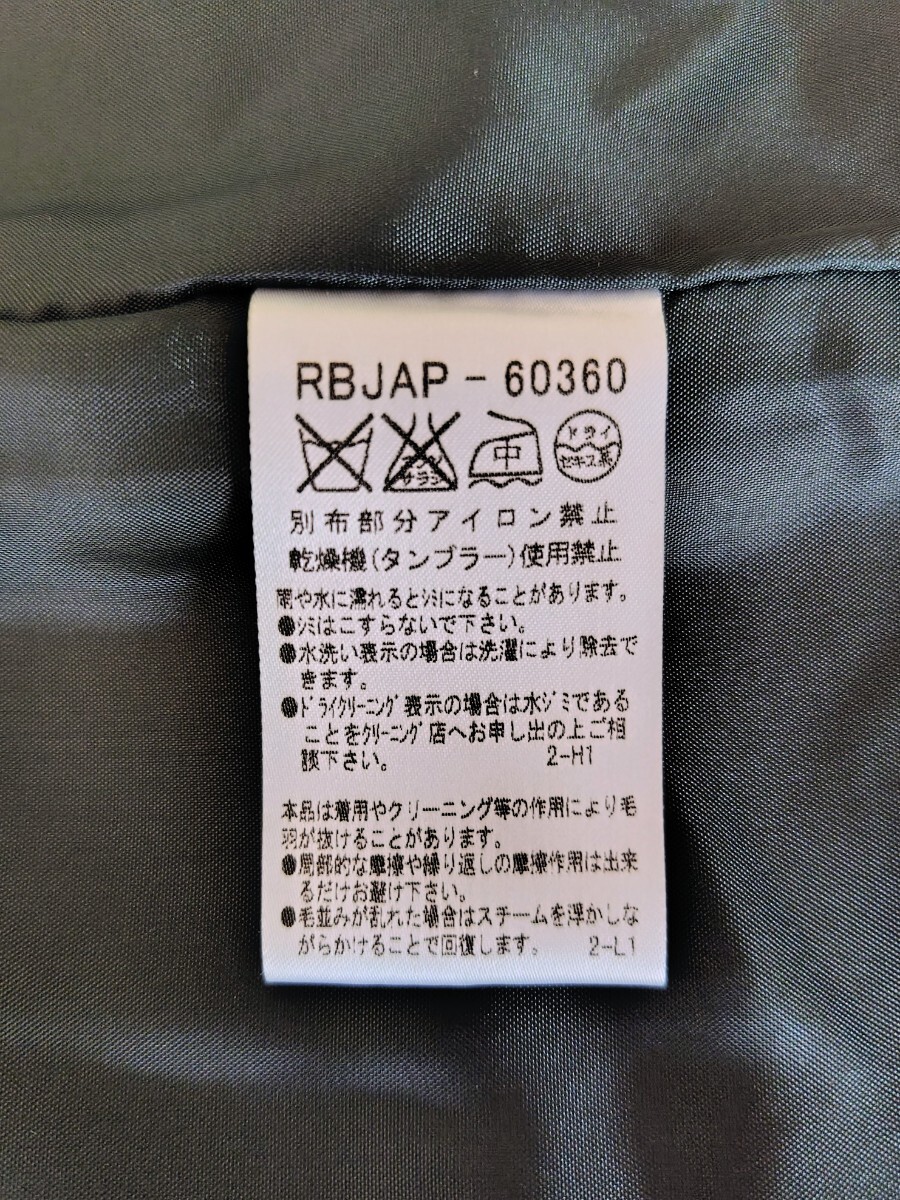 RBJAP-60360
エンソ サラシ
中
ドライ
セキユ系
別布部分アイロン禁止
乾燥機(タンブラー)使用禁止
雨や水に濡れるとシミになることがあります。
●シミはこすらないで下さい。
●水洗い表示の場合は洗濯により除去で
きます。
●ドライクリーニング表示の場合は水ジミである
ことをクリーニング店へお申し出の上ご相
談下さい。 2-H1
本品は着用やクリーニング等の作用により毛
羽が抜けることがあります。
●局部的な摩擦や繰り返しの摩擦作用は出来
るだけお避け下さい。
●毛並みが乱れた場合はスチームを浮かしな
がらかけることで回復します。 2-L1